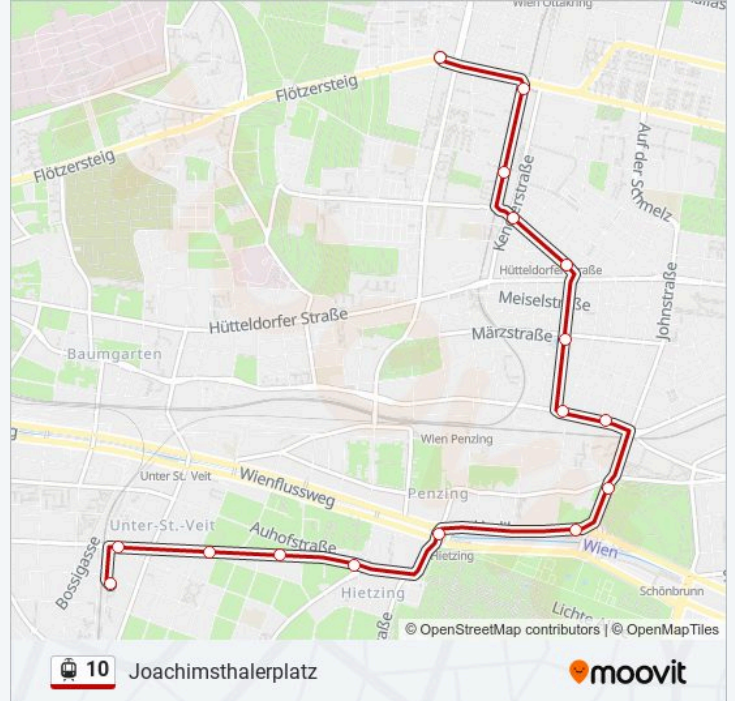 Wien Ottakring
Flötzersteig
Flötzersteig
Auf der Schmelz
Hütteldorfer Straße
Meiselstraße
Johnstraße
Hütteldorfer Straße
Märzstraße
Baumgarten
Wien Penzing
Unter St. Veit
Wienflussweg
Penzing
Unter-St.-Veit
Auhofstraße
Hietzing
Wien
Bossigasse
Schönbrunn
Hietzing
© OpenStreetMap contributors | © OpenMapTiles
10 Joachimsthalerplatz
moovit